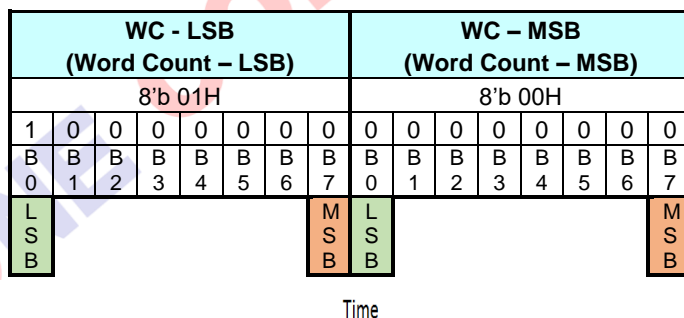 WC - LSB WC – MSB
(Word Count – LSB) (Word Count – MSB)
8’b 01H 8’b 00H
1 0 0 0 0 0 0 0 0 0 0 0 0 0 0 0
B B B B B B B B B B B B B B B B
0 1 2 3 4 5 6 7 0 1 2 3 4 5 6 7
L M L M
S S S S
B B B B
Time